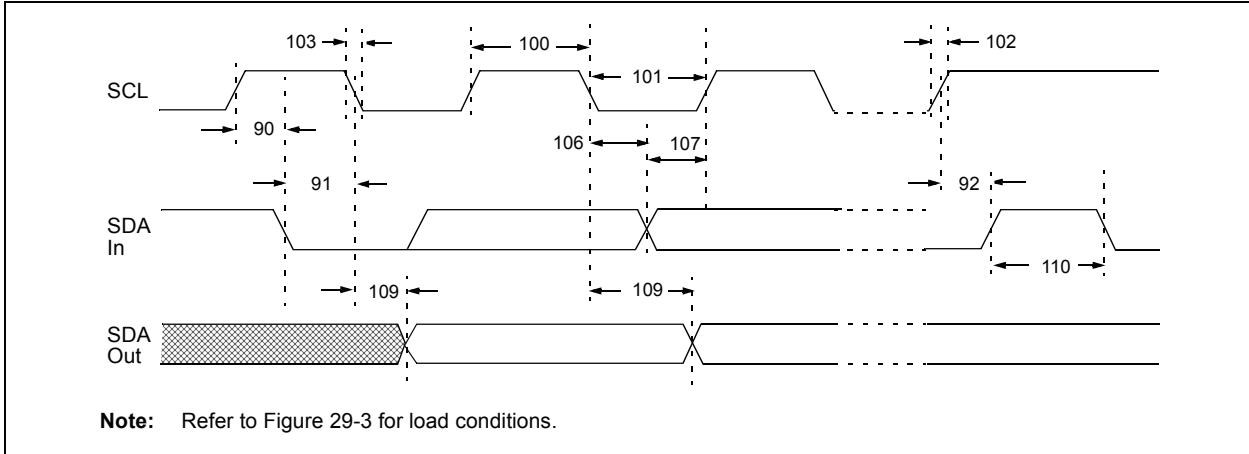 103
100
102
101
SCL
90
106
107
91
92
SDA
In
109
109
110
SDA
Out
Note: Refer to Figure 29-3 for load conditions.